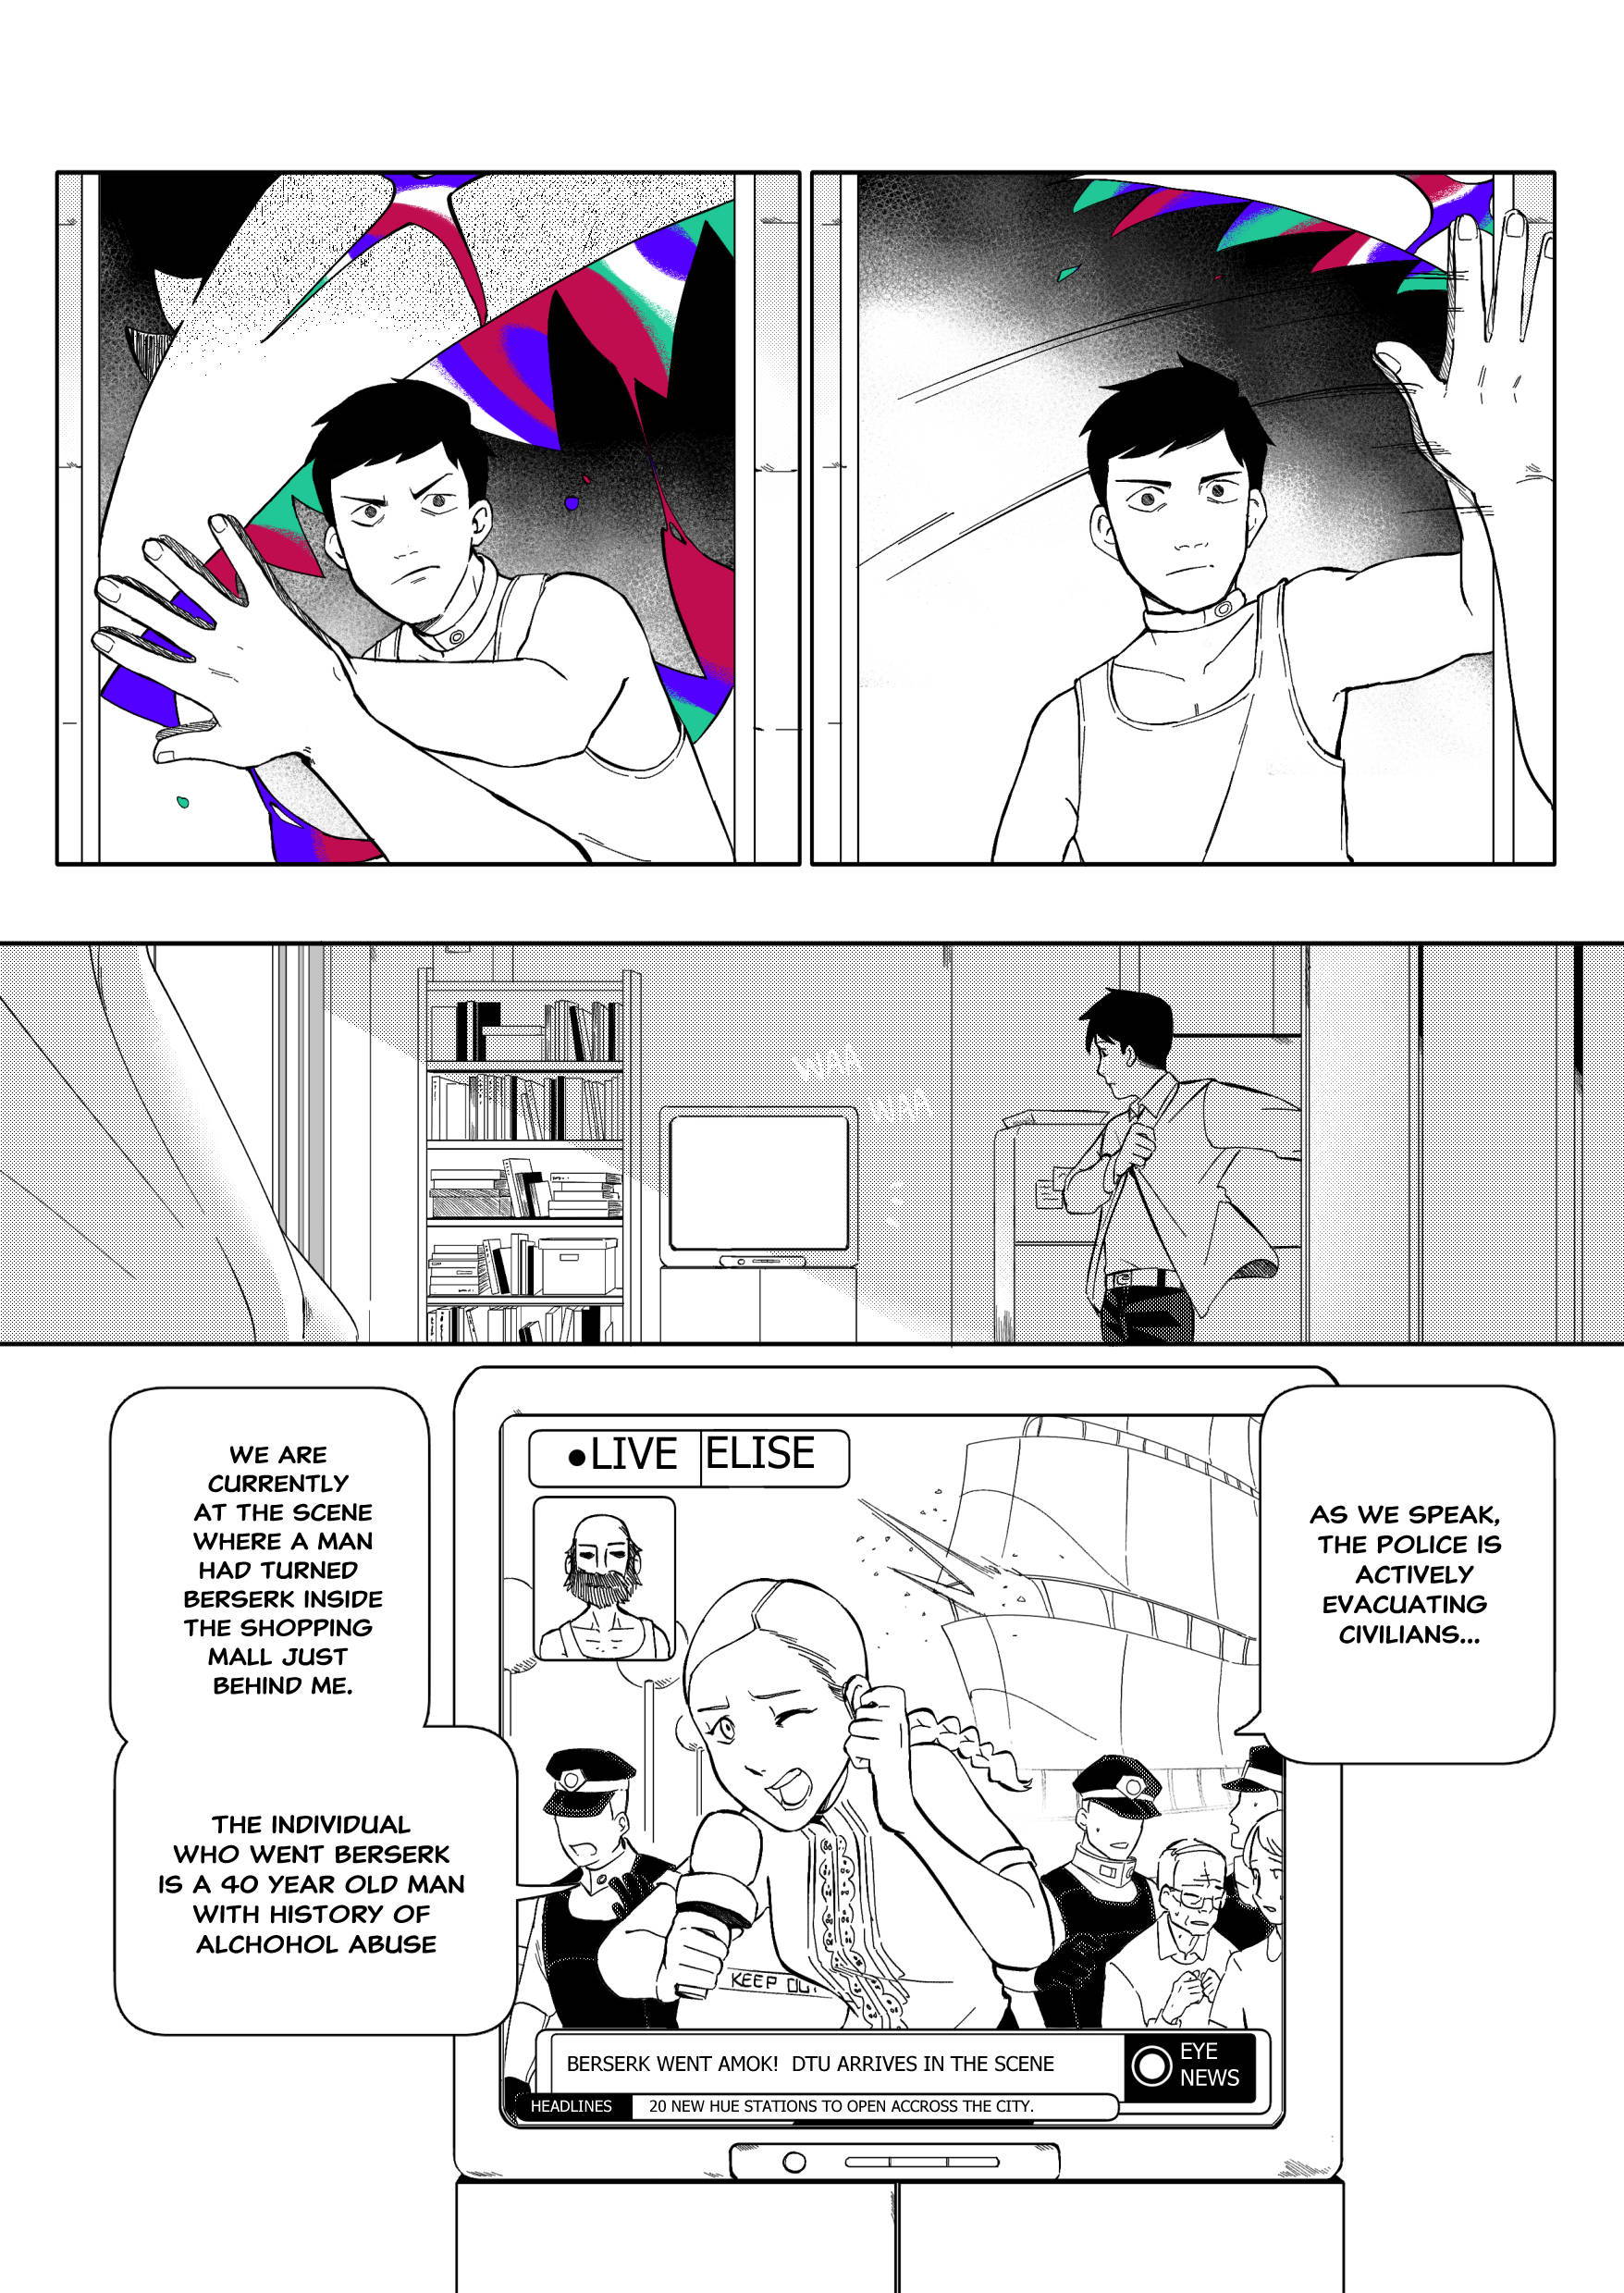 WAA
WAA
WE ARE
CURRENTLY
AT THE SCENE
WHERE A MAN
HAD TURNED
BERSERK INSIDE
THE SHOPPING
MALL JUST
BEHIND ME.
THE INDIVIDUAL
WHO WENT BERSERK
IS A 40 YEAR OLD MAN
WITH HISTORY OF
ALCHOHOL ABUSE
●LIVE ELISE
AS WE SPEAK,
THE POLICE IS
ACTIVELY
EVACUATING
CIVILIANS...
KEEP OUT
BERSERK WENT AMOK! DTU ARRIVES IN THE SCENE
EYE
NEWS
HEADLINES 20 NEW HUE STATIONS TO OPEN ACCROSS THE CITY.